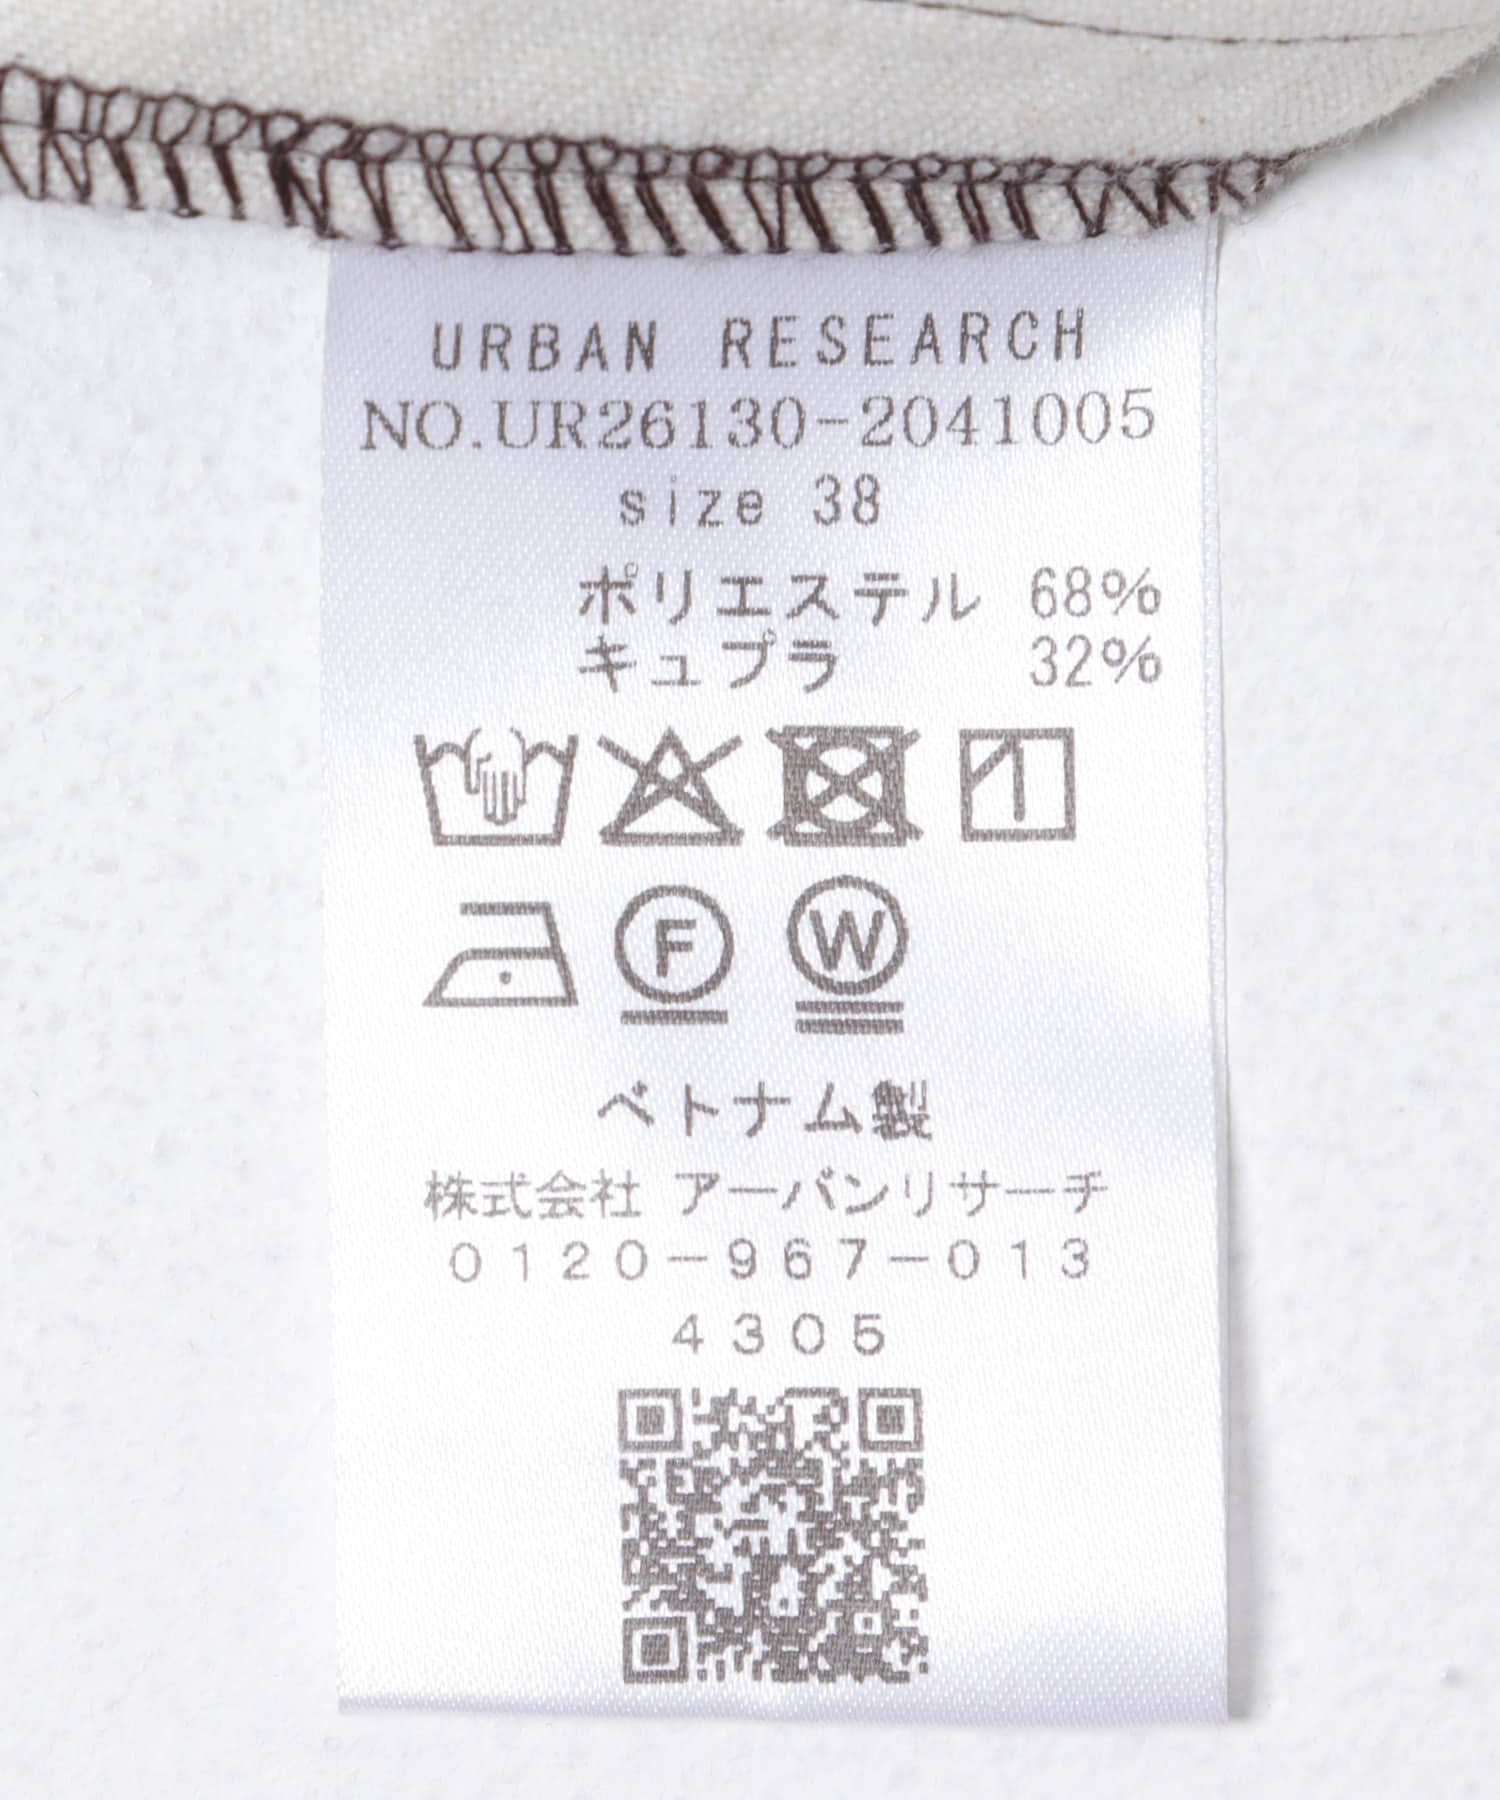 URBAN RESEARCH
NO.UR26130-2041005
size 38
ポリエステル 68%
キュプラ 32%
F W
ベトナム製
株式会社 アーバンリサーチ
0120-967-013
4305